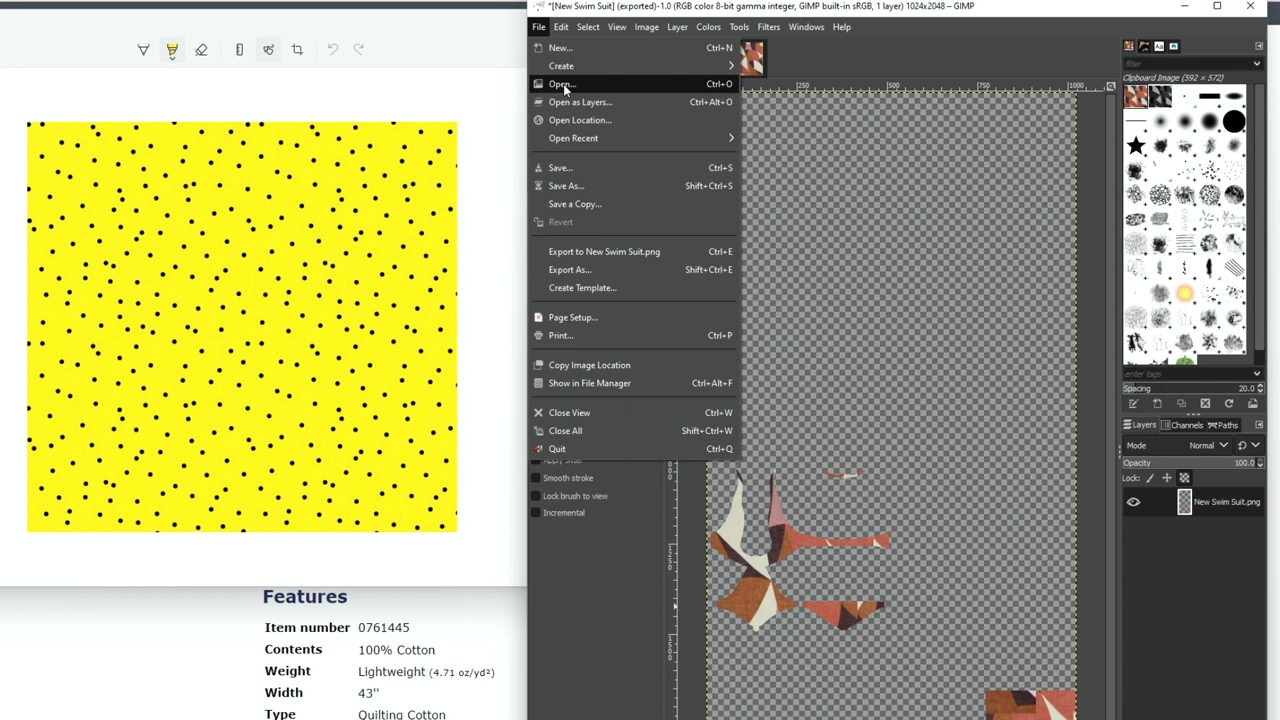 *[New Swim Suit] (exported)-1.0 (RGB color 8-bit gamma integer, GIMP built-in sRGB, 1 layer) 1024x2048 – GIMP
File Edit Select View Image Layer Colors Tools Filters Windows Help
New... Ctrl+N
Create
Open... Ctrl+O
Open as Layers... Ctrl+Alt+O
Open Location...
Open Recent
Save... Ctrl+S
Save As... Shift+Ctrl+S
Save a Copy...
Revert
Export to New Swim Suit.png Ctrl+E
Export As... Shift+Ctrl+E
Create Template...
Page Setup...
Print... Ctrl+P
Copy Image Location
Show in File Manager Ctrl+Alt+F
Close View Ctrl+W
Close All Shift+Ctrl+W
Quit Ctrl+Q
Smooth stroke
Lock brush to view
Incremental
250 500 750 1000
filter
Clipboard Image (592 × 572)
enter tags
Spacing 20.0
Layers Channels Paths
Mode Normal
Opacity 100.0
Lock:
New Swim Suit.png
Features
Item number 0761445
Contents 100% Cotton
Weight Lightweight (4.71 oz/yd²)
Width 43"
Type Quilting Cotton